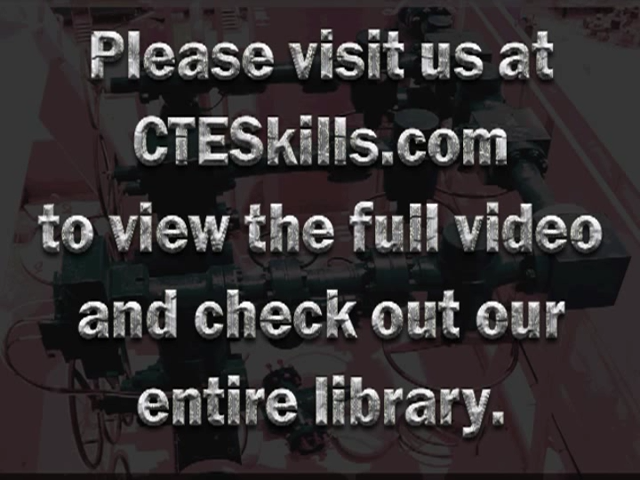 Please visit us at
CTESkills.com
to view the full video
and check out our
entire library.